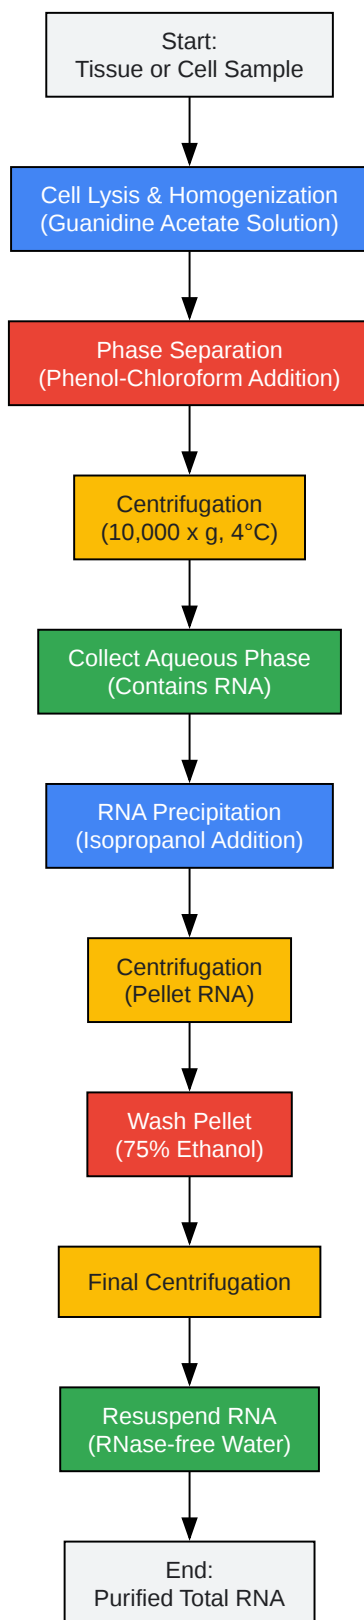 Start:
Tissue or Cell Sample
Cell Lysis & Homogenization
(Guanidine Acetate Solution)
Phase Separation
(Phenol-Chloroform Addition)
Centrifugation
(10,000 x g, 4°C)
Collect Aqueous Phase
(Contains RNA)
RNA Precipitation
(Isopropanol Addition)
Centrifugation
(Pellet RNA)
Wash Pellet
(75% Ethanol)
Final Centrifugation
Resuspend RNA
(RNase-free Water)
End:
Purified Total RNA